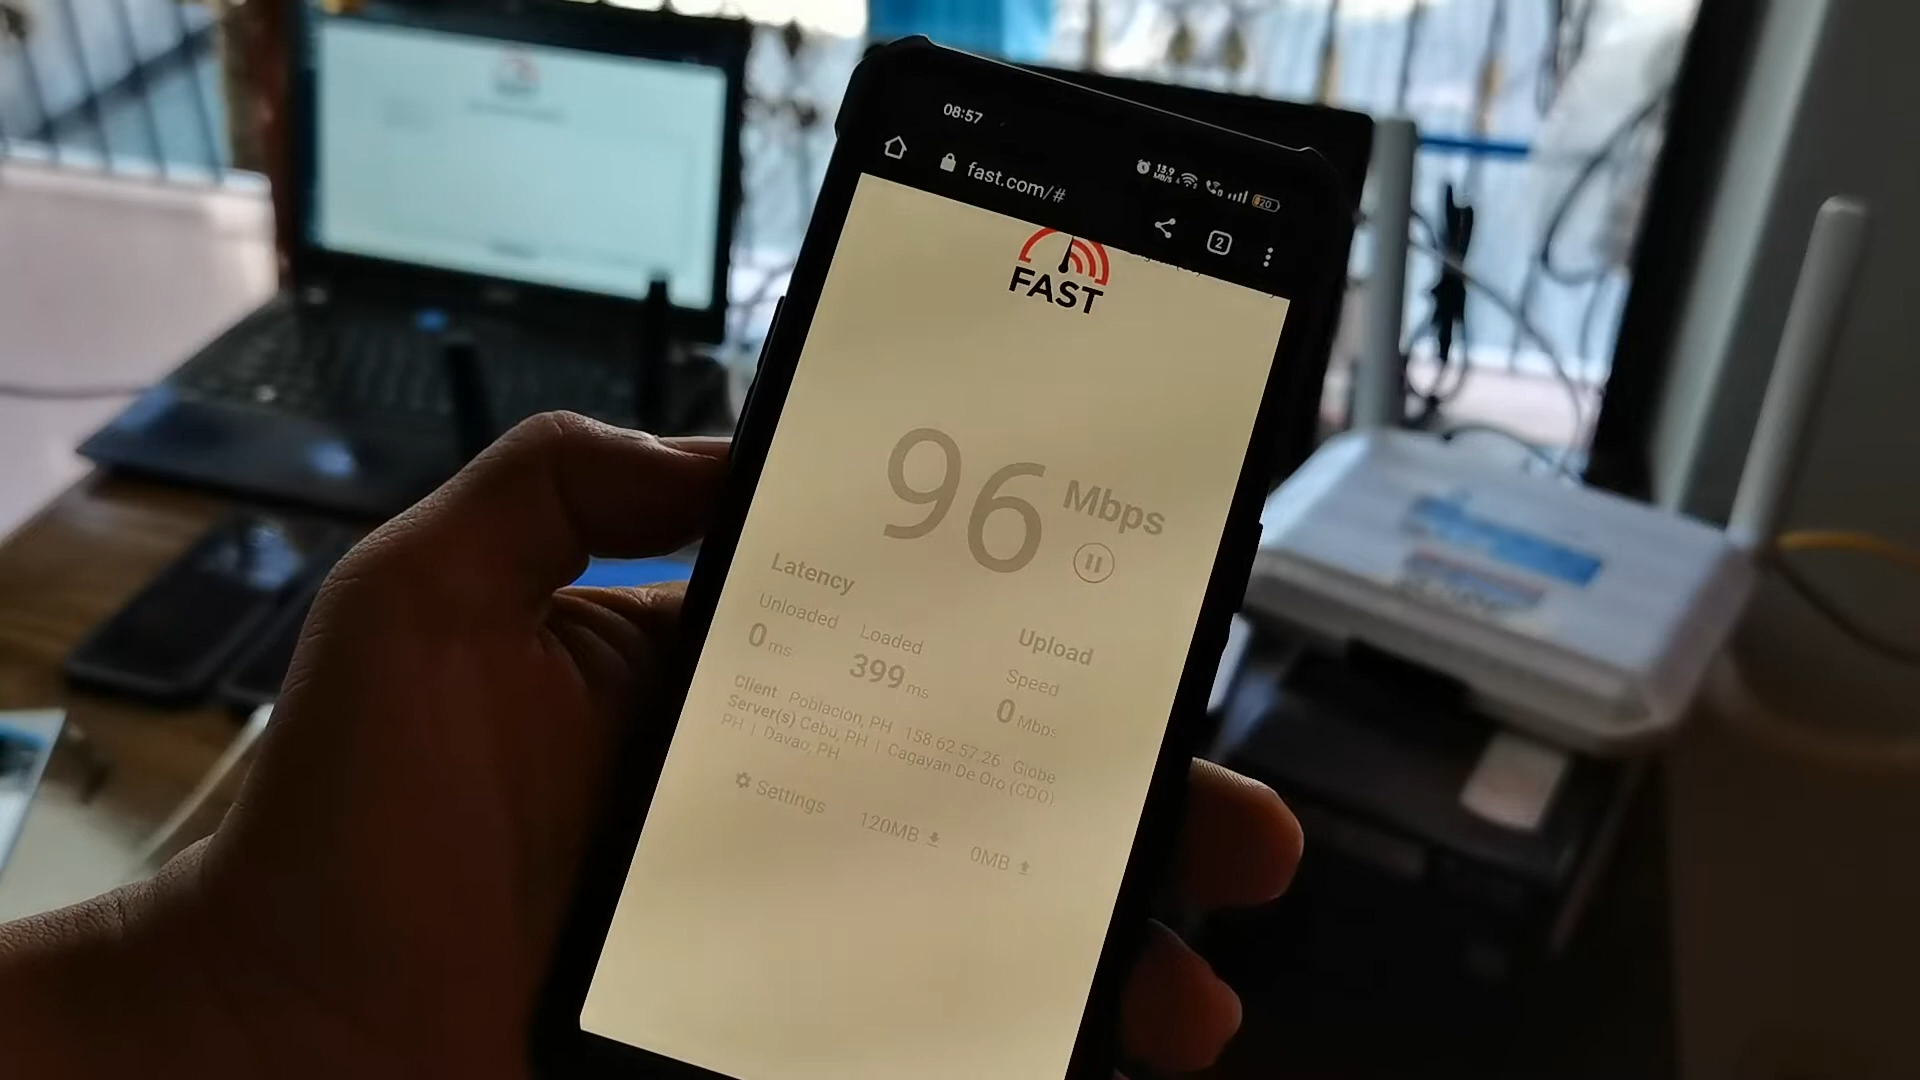 08:57
13.9
MB/S
20
fast.com/#
2
FAST
96 Mbps
Latency
Unloaded Loaded
0 ms 399 ms
Upload
Speed
0 Mbps
Client Poblacion, PH 158.62.57.26 Globe
Server(s) Cebu, PH | Cagayan De Oro (CDO),
PH | Davao, PH
Settings 120MB 0MB